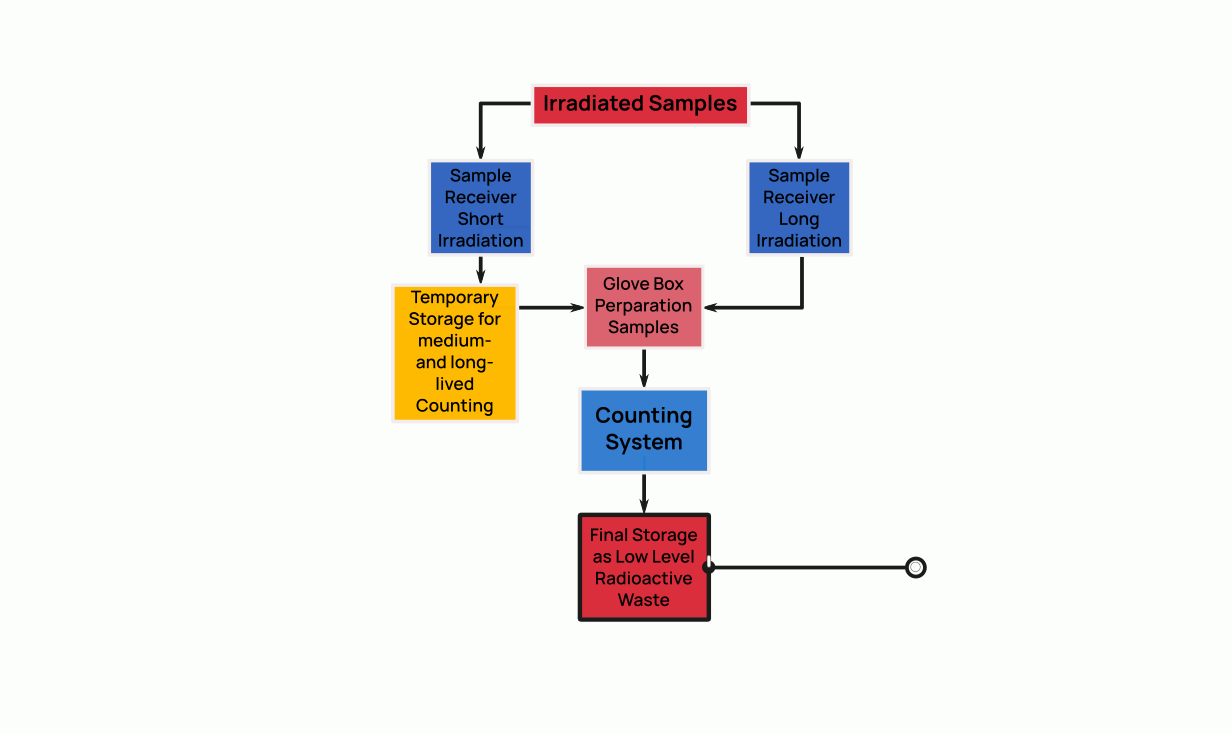 Irradiated Samples
Sample
Receiver
Short
Irradiation
Sample
Receiver
Long
Irradiation
Temporary
Storage for
medium-
and long-
lived
Counting
Glove Box
Perparation
Samples
Counting
System
Final Storage
as Low Level
Radioactive
Waste